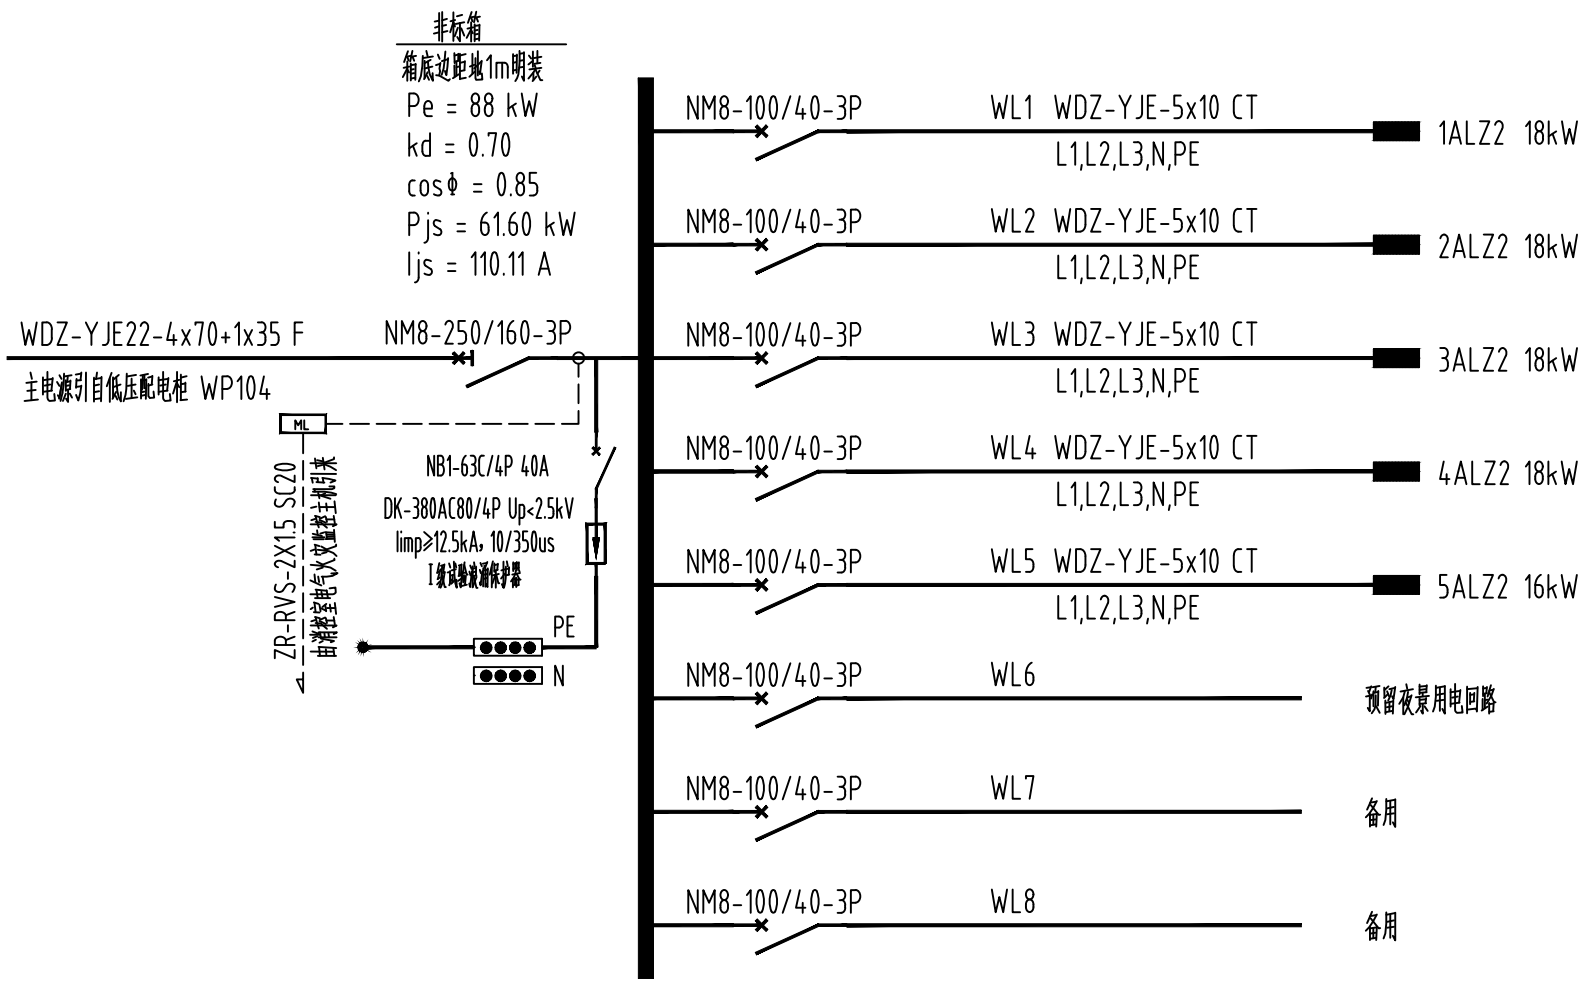 非标箱
箱底边距地1m明装
Pe = 88 kW
kd = 0.70
cosΦ = 0.85
Pjs = 61.60 kW
Ijs = 110.11 A
WDZ-YJE22-4x70+1x35 F
NM8-250/160-3P
主电源引自低压配电柜 WP104
ML
ZR-RVS-2X1.5 SC20
由消控室电气火灾监控主机引来
NB1-63C/4P 40A
DK-380AC80/4P Up<2.5kV
Iimp≥12.5kA, 10/350us
I级试验浪涌保护器
PE
N
NM8-100/40-3P WL1 WDZ-YJE-5x10 CT
L1,L2,L3,N,PE
1ALZ2 18kW
NM8-100/40-3P WL2 WDZ-YJE-5x10 CT
L1,L2,L3,N,PE
2ALZ2 18kW
NM8-100/40-3P WL3 WDZ-YJE-5x10 CT
L1,L2,L3,N,PE
3ALZ2 18kW
NM8-100/40-3P WL4 WDZ-YJE-5x10 CT
L1,L2,L3,N,PE
4ALZ2 18kW
NM8-100/40-3P WL5 WDZ-YJE-5x10 CT
L1,L2,L3,N,PE
5ALZ2 16kW
NM8-100/40-3P WL6
预留夜景用电回路
NM8-100/40-3P WL7
备用
NM8-100/40-3P WL8
备用